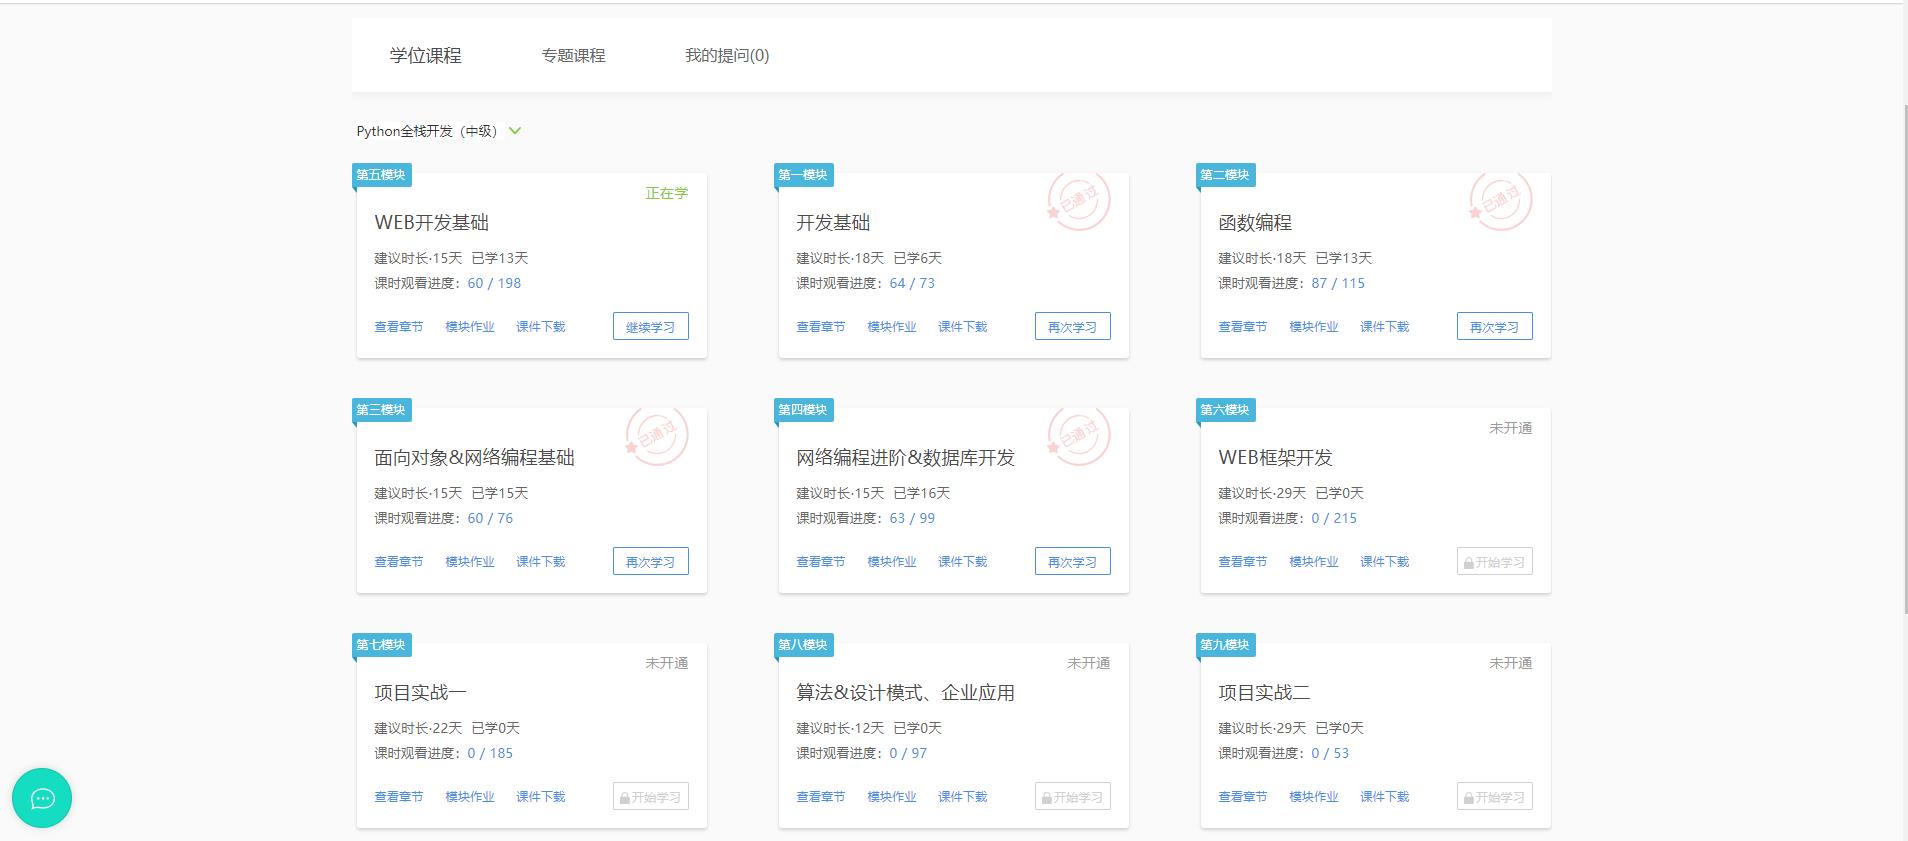 学位课程 专题课程 我的提问(0)
Python全栈开发（中级）
第五模块
正在学
WEB开发基础
建议时长·15天 已学13天
课时观看进度：60 / 198
查看章节 模块作业 课件下载 继续学习
第一模块
已通过
开发基础
建议时长·18天 已学6天
课时观看进度：64 / 73
查看章节 模块作业 课件下载 再次学习
第二模块
已通过
函数编程
建议时长·18天 已学13天
课时观看进度：87 / 115
查看章节 模块作业 课件下载 再次学习
第三模块
已通过
面向对象&网络编程基础
建议时长·15天 已学15天
课时观看进度：60 / 76
查看章节 模块作业 课件下载 再次学习
第四模块
已通过
网络编程进阶&数据库开发
建议时长·15天 已学16天
课时观看进度：63 / 99
查看章节 模块作业 课件下载 再次学习
第六模块
未开通
WEB框架开发
建议时长·29天 已学0天
课时观看进度：0 / 215
查看章节 模块作业 课件下载 开始学习
第七模块
未开通
项目实战一
建议时长·22天 已学0天
课时观看进度：0 / 185
查看章节 模块作业 课件下载 开始学习
第八模块
未开通
算法&设计模式、企业应用
建议时长·12天 已学0天
课时观看进度：0 / 97
查看章节 模块作业 课件下载 开始学习
第九模块
未开通
项目实战二
建议时长·29天 已学0天
课时观看进度：0 / 53
查看章节 模块作业 课件下载 开始学习